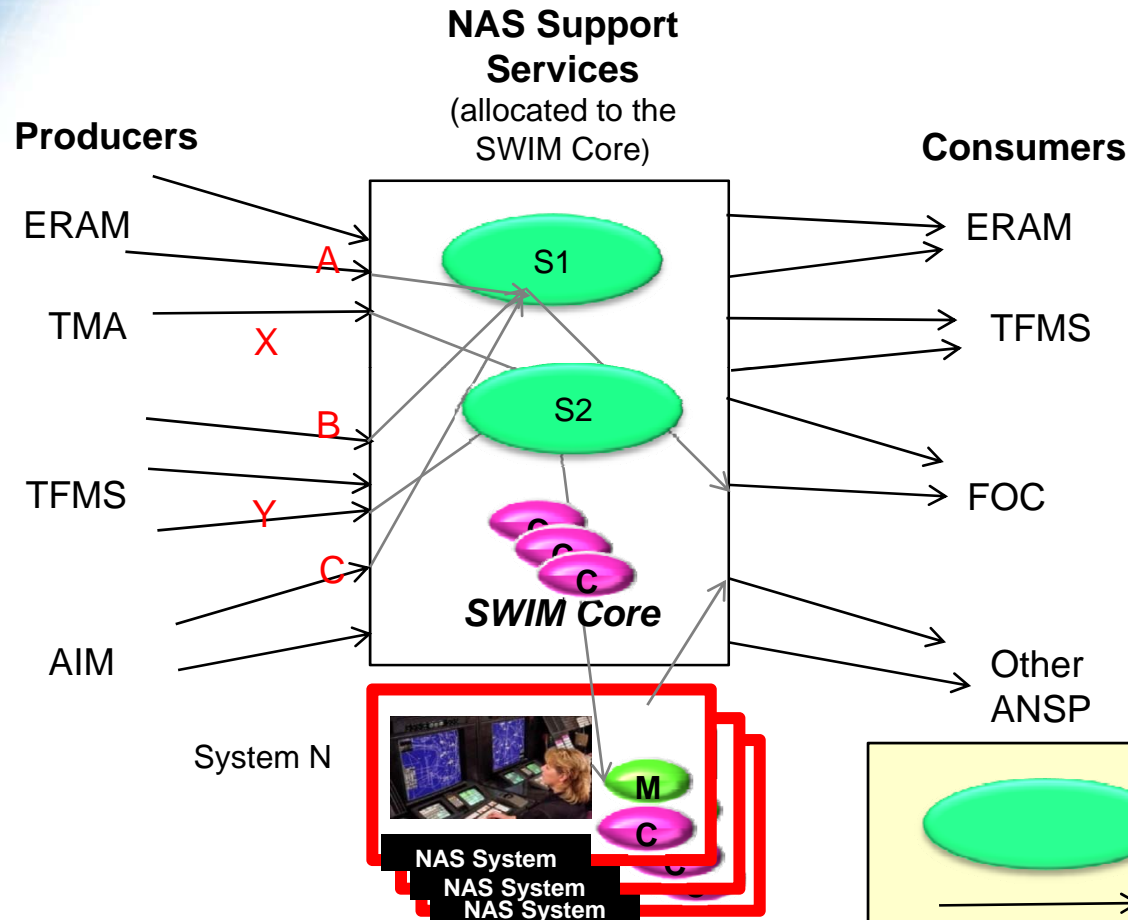 NAS Support
Services
(allocated to the
SWIM Core)
Producers
Consumers
ERAM
A
S1
ERAM
TMA
X
TFMS
B
S2
TFMS
Y
FOC
C
C
C
C
SWIM Core
AIM
Other
ANSP
System N
M
C
C
C
NAS System
NAS System
NAS System